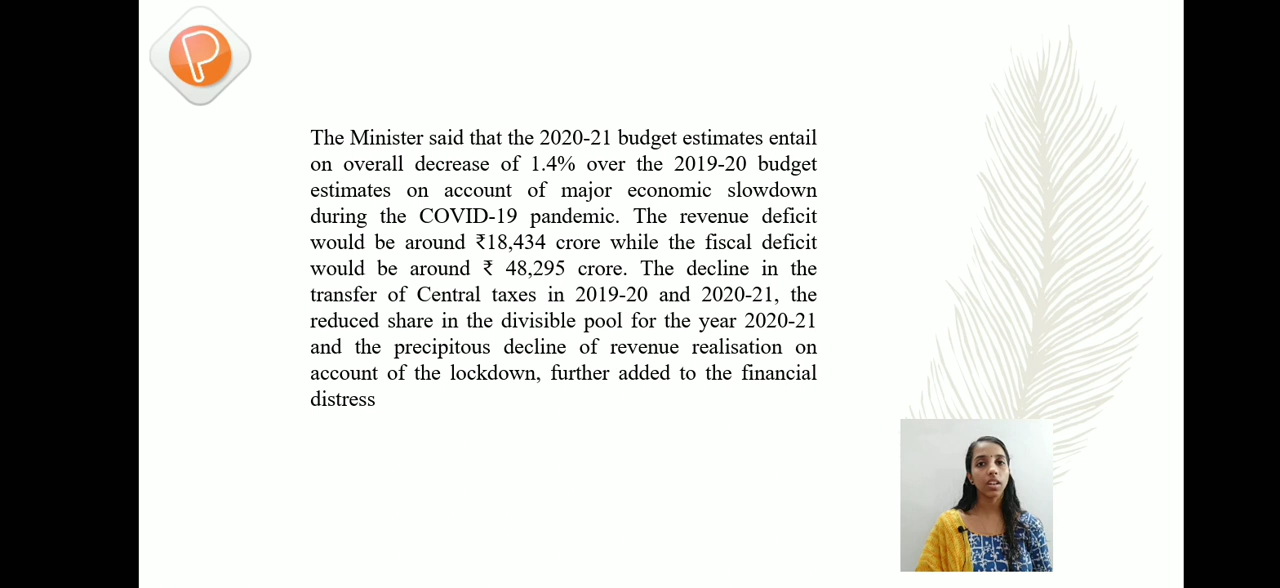 P
The Minister said that the 2020-21 budget estimates entail
on overall decrease of 1.4% over the 2019-20 budget
estimates on account of major economic slowdown
during the COVID-19 pandemic. The revenue deficit
would be around ₹18,434 crore while the fiscal deficit
would be around ₹ 48,295 crore. The decline in the
transfer of Central taxes in 2019-20 and 2020-21, the
reduced share in the divisible pool for the year 2020-21
and the precipitous decline of revenue realisation on
account of the lockdown, further added to the financial
distress